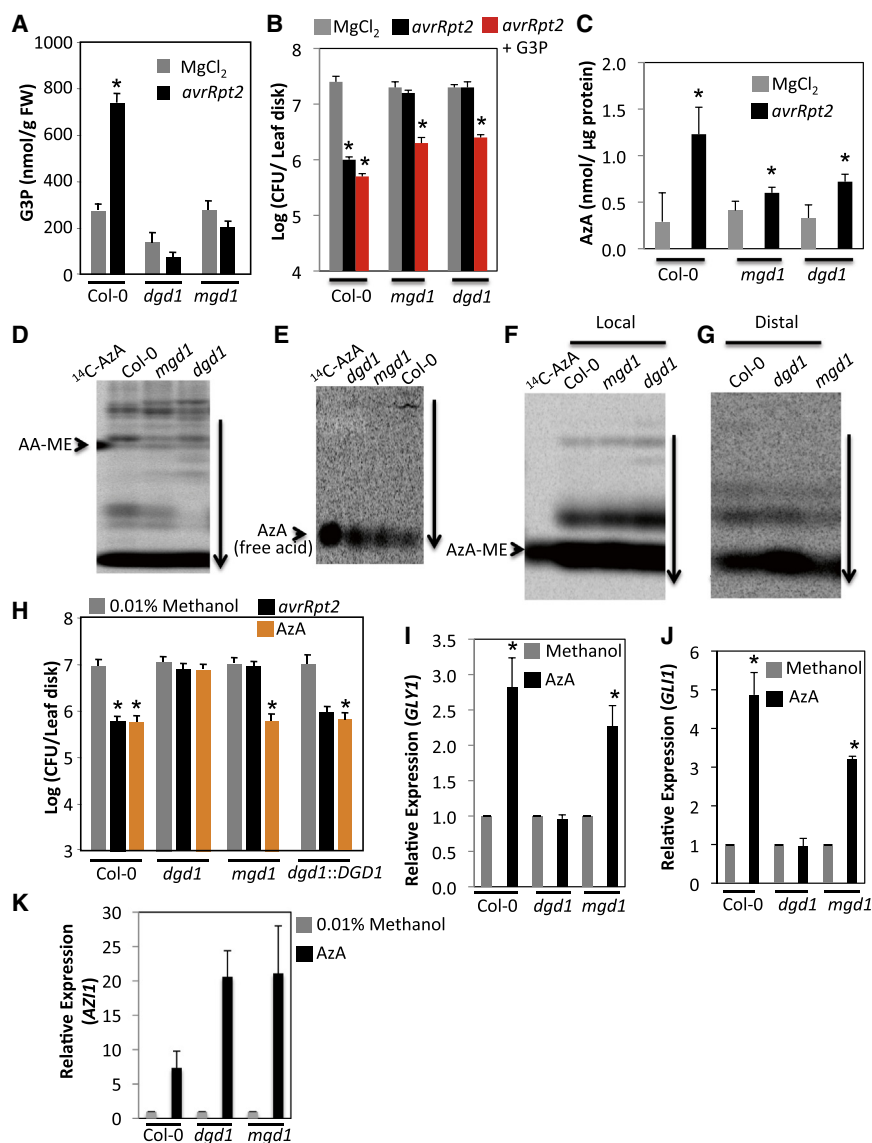 A
G3P (nmol/g FW)
1000
800
600
400
200
0
MgCl2
avrRpt2
*
Col-0 dgd1 mgd1
B
MgCl2 avrRpt2 avrRpt2
+ G3P
Log (CFU/ Leaf disk)
8
7
6
5
4
* * * *
Col-0 mgd1 dgd1
C
AzA (nmol/ µg protein)
2.0
1.5
1.0
0.5
0.0
MgCl2
avrRpt2
* * *
Col-0 mgd1 dgd1
D
14C-AzA Col-0 mgd1 dgd1
AA-ME
E
14C-AzA dgd1 mgd1 Col-0
AzA
(free acid)
F
Local
14C-AzA Col-0 mgd1 dgd1
AzA-ME
G
Distal
Col-0 dgd1 mgd1
H
0.01% Methanol avrRpt2
AzA
Log (CFU/Leaf disk)
8
7
6
5
4
3
* * * *
Col-0 dgd1 mgd1 dgd1::DGD1
I
Relative Expression (GLY1)
3.5
3.0
2.5
2.0
1.5
1.0
0.5
0.0
Methanol
AzA
* *
Col-0 dgd1 mgd1
J
Relative Expression (GLI1)
6
5
4
3
2
1
0
Methanol
AzA
* *
Col-0 dgd1 mgd1
K
Relative Expression
(AZI1)
30
25
20
15
10
5
0
0.01% Methanol
AzA
Col-0 dgd1 mgd1